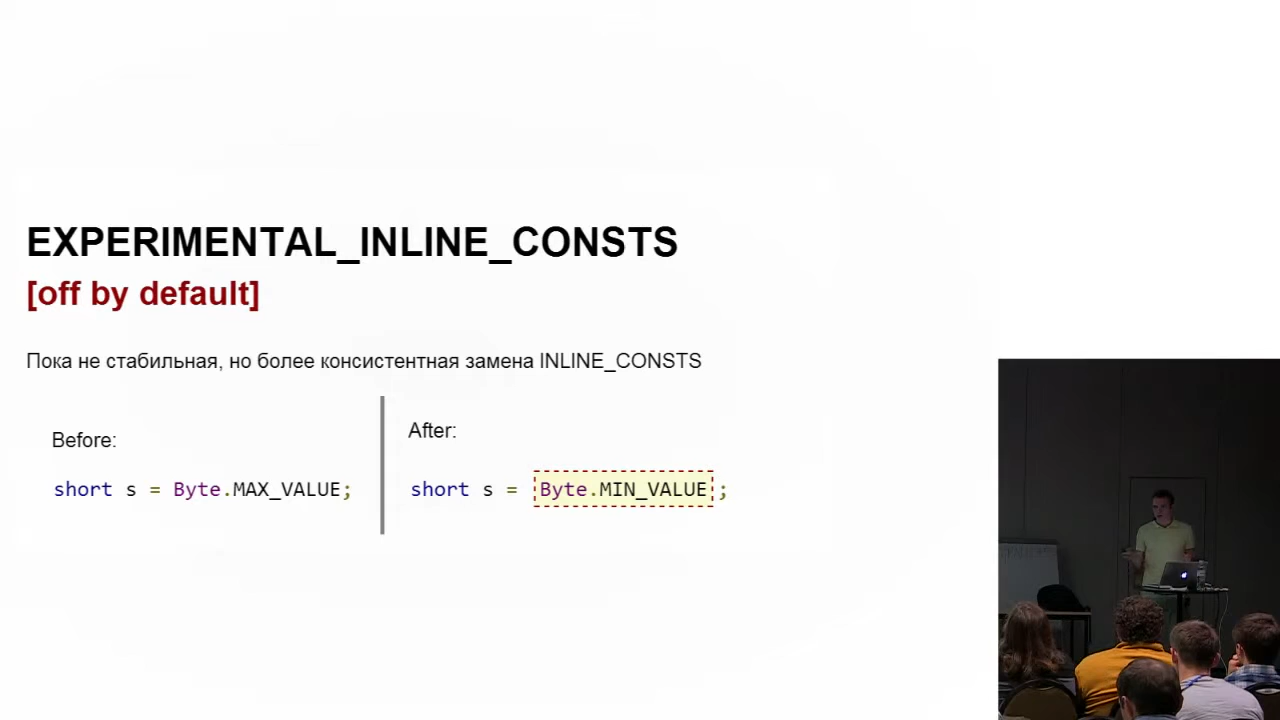 EXPERIMENTAL_INLINE_CONSTS
[off by default]
Пока не стабильная, но более консистентная замена INLINE_CONSTS
Before:
short s = Byte.MAX_VALUE;
After:
short s = Byte.MIN_VALUE;